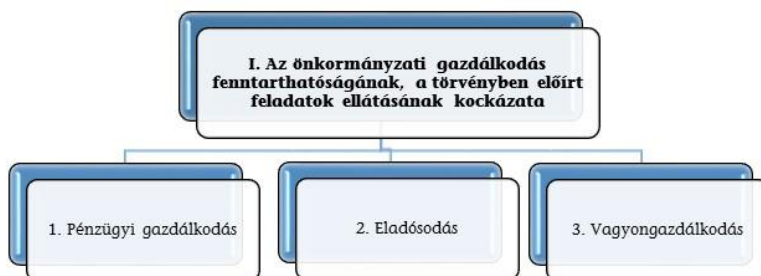 I. Az önkormányzati gazdálkodás
fenntarthatóságának, a törvényben előírt
feladatok ellátásának kockázata
1. Pénzügyi gazdálkodás
2. Eladósodás
3. Vagyongazdálkodás